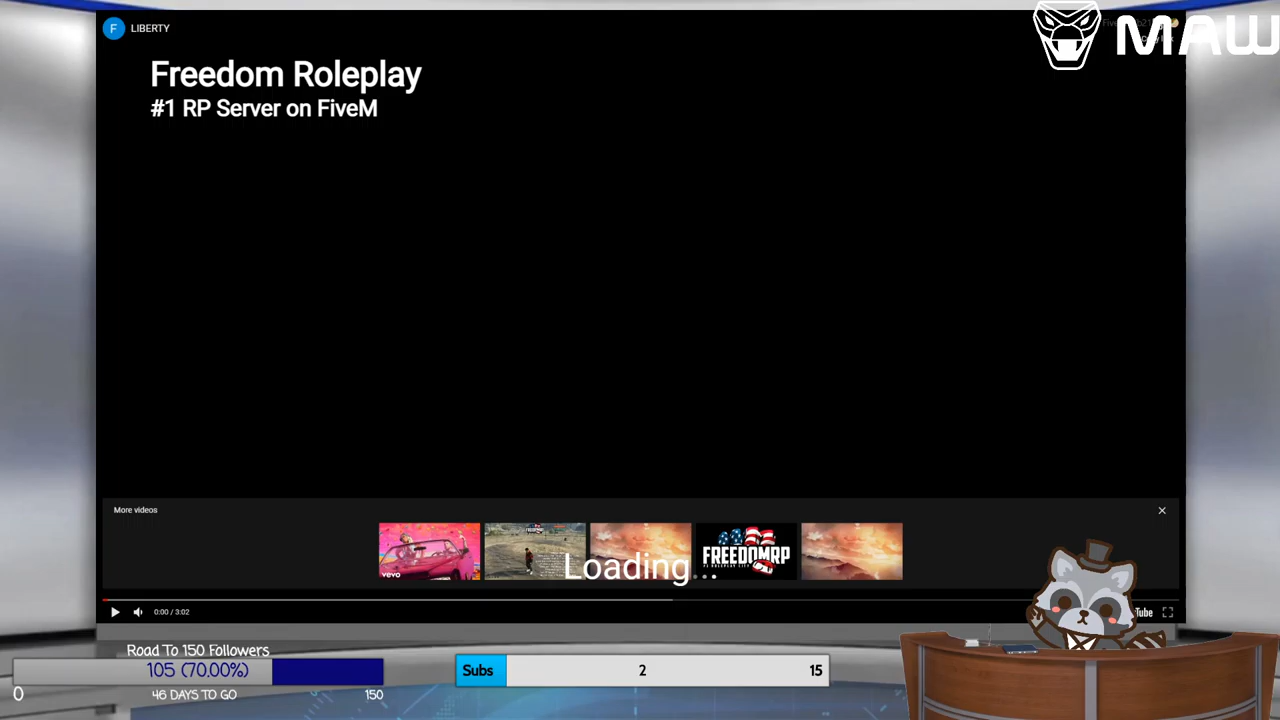 F LIBERTY
MAW
Freedom Roleplay
#1 RP Server on FiveM
More videos
vevo
FREEDOMRP
Loading...
0:00 / 3:02
Tube
Road To 150 Followers
105 (70.00%)
0
46 DAYS TO GO
150
Subs
2
15